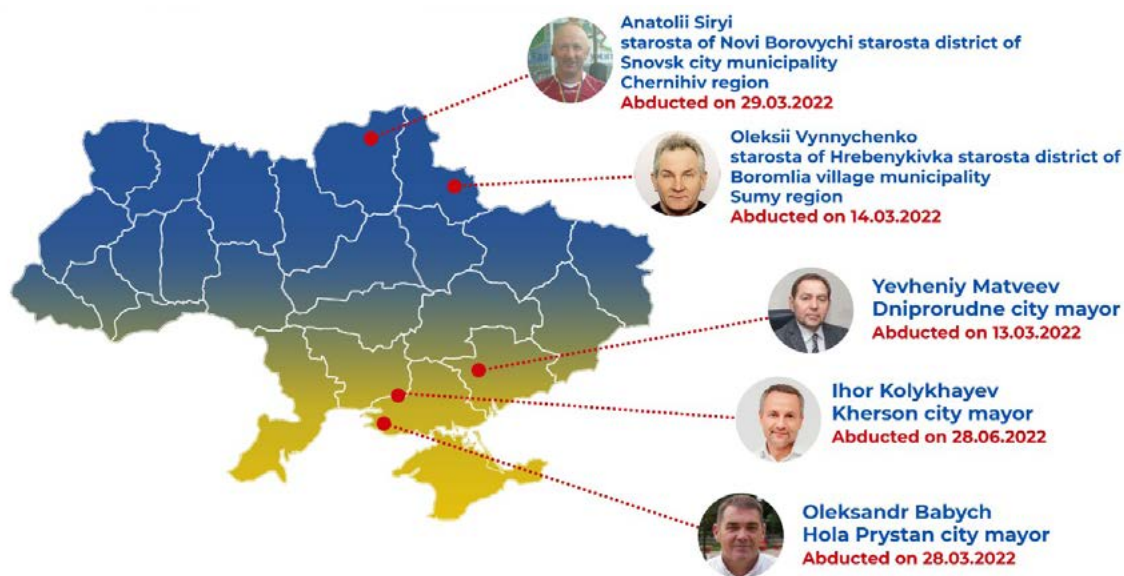 Anatolii Siryi
starosta of Novi Borovychi starosta district of
Snovsk city municipality
Chernihiv region
Abducted on 29.03.2022
Oleksii Vynnychenko
starosta of Hrebenykivka starosta district of
Boromlia village municipality
Sumy region
Abducted on 14.03.2022
Yevheniy Matveev
Dniprorudne city mayor
Abducted on 13.03.2022
Ihor Kolykhayev
Kherson city mayor
Abducted on 28.06.2022
Oleksandr Babych
Hola Prystan city mayor
Abducted on 28.03.2022